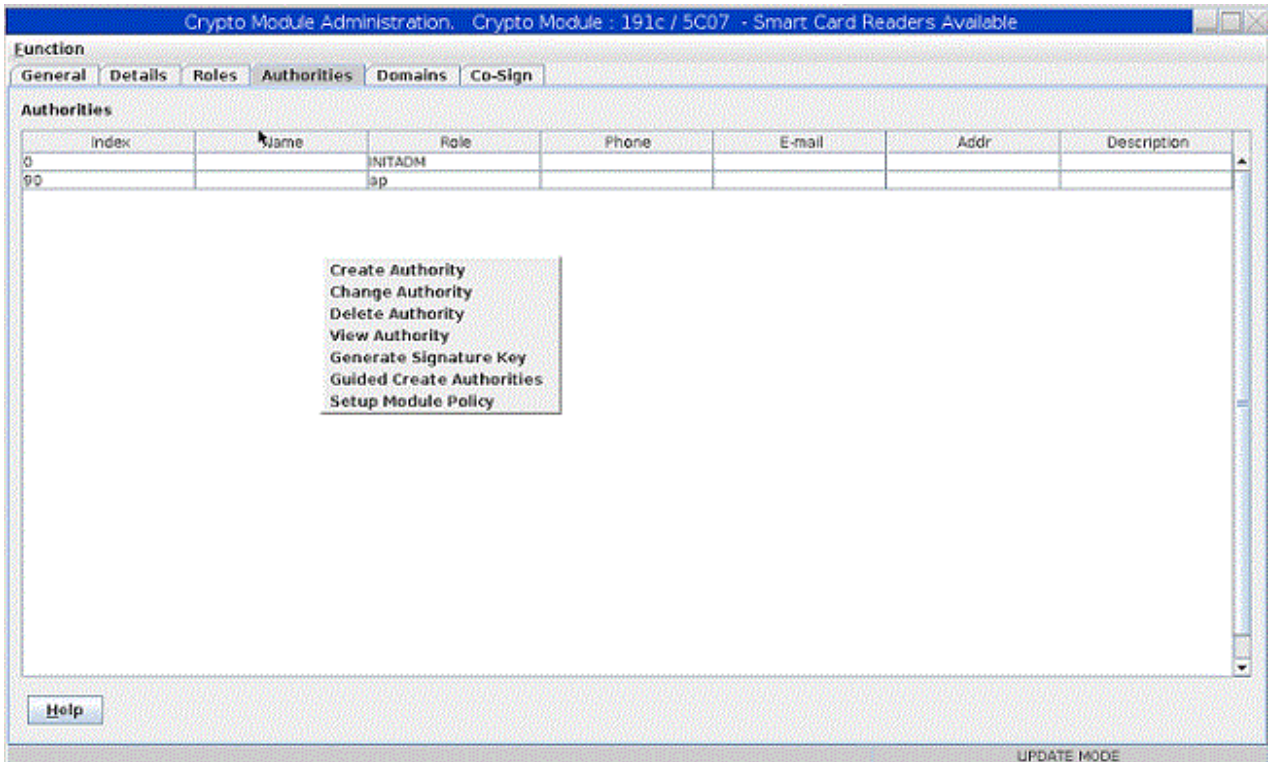 Crypto Module Administration. Crypto Module : 191c / 5C07 - Smart Card Readers Available
Function
General Details Roles Authorities Domains Co-Sign
Authorities
Index Name Role Phone E-mail Addr Description
0 INITADM
90 ap
Create Authority
Change Authority
Delete Authority
View Authority
Generate Signature Key
Guided Create Authorities
Setup Module Policy
Help
UPDATE MODE